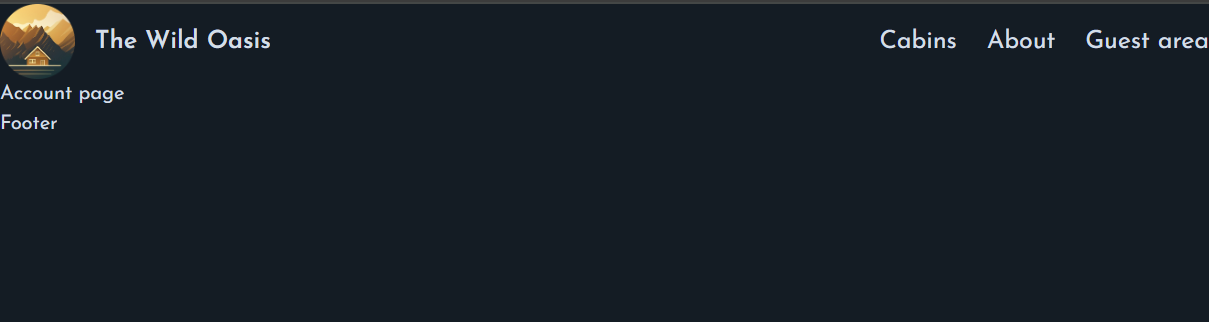 The Wild Oasis Cabins About Guest area
Account page
Footer